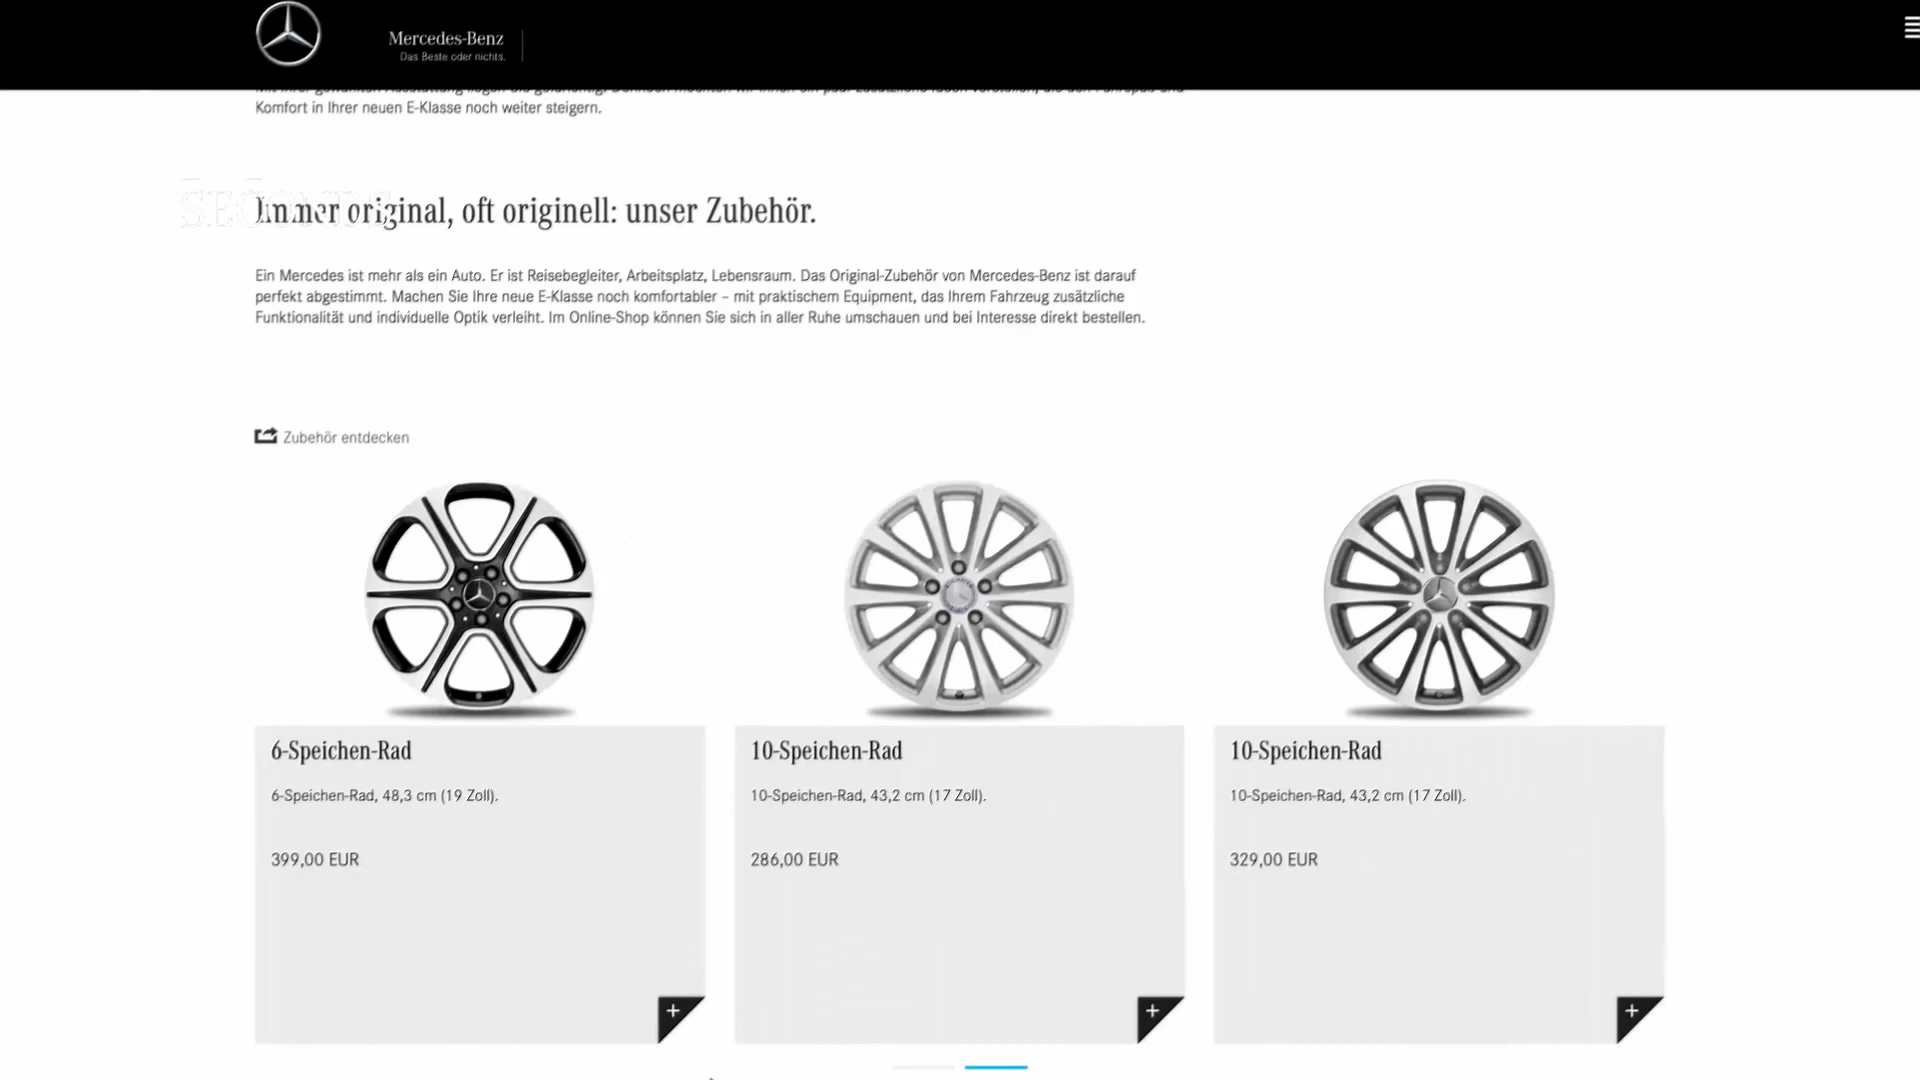 Mercedes-Benz
Das Beste oder nichts.
Komfort in Ihrer neuen E-Klasse noch weiter steigern.
SECONDS
Immer original, oft originell: unser Zubehör.
Ein Mercedes ist mehr als ein Auto. Er ist Reisebegleiter, Arbeitsplatz, Lebensraum. Das Original-Zubehör von Mercedes-Benz ist darauf
perfekt abgestimmt. Machen Sie Ihre neue E-Klasse noch komfortabler – mit praktischem Equipment, das Ihrem Fahrzeug zusätzliche
Funktionalität und individuelle Optik verleiht. Im Online-Shop können Sie sich in aller Ruhe umschauen und bei Interesse direkt bestellen.
Zubehör entdecken
6-Speichen-Rad
6-Speichen-Rad, 48,3 cm (19 Zoll).
399,00 EUR
10-Speichen-Rad
10-Speichen-Rad, 43,2 cm (17 Zoll).
286,00 EUR
10-Speichen-Rad
10-Speichen-Rad, 43,2 cm (17 Zoll).
329,00 EUR